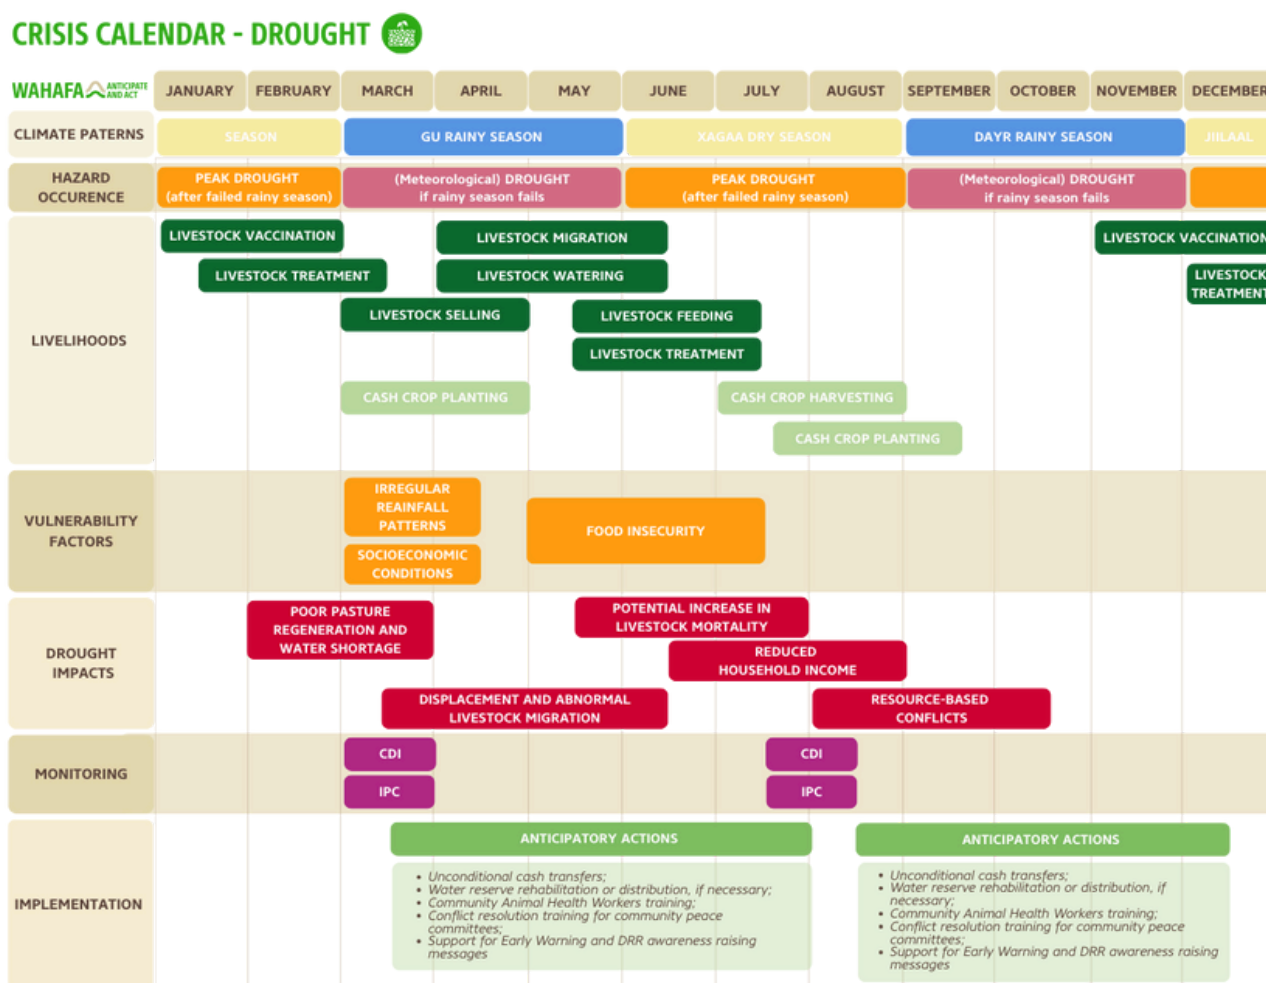 CRISIS CALENDAR - DROUGHT
WAHAFA ANTICIPATE
AND ACT
JANUARY FEBRUARY MARCH APRIL MAY JUNE JULY AUGUST SEPTEMBER OCTOBER NOVEMBER DECEMBER
CLIMATE PATERNS
SEASON
GU RAINY SEASON
XAGAA DRY SEASON
DAYR RAINY SEASON
JIILAAL
HAZARD
OCCURENCE
PEAK DROUGHT
(after failed rainy season)
(Meteorological) DROUGHT
if rainy season fails
PEAK DROUGHT
(after failed rainy season)
(Meteorological) DROUGHT
if rainy season fails
LIVELIHOODS
LIVESTOCK VACCINATION
LIVESTOCK MIGRATION
LIVESTOCK VACCINATION
LIVESTOCK TREATMENT
LIVESTOCK WATERING
LIVESTOCK
TREATMENT
LIVESTOCK SELLING
LIVESTOCK FEEDING
LIVESTOCK TREATMENT
CASH CROP PLANTING
CASH CROP HARVESTING
CASH CROP PLANTING
VULNERABILITY
FACTORS
IRREGULAR
REAINFALL
PATTERNS
SOCIOECONOMIC
CONDITIONS
FOOD INSECURITY
DROUGHT
IMPACTS
POOR PASTURE
REGENERATION AND
WATER SHORTAGE
POTENTIAL INCREASE IN
LIVESTOCK MORTALITY
REDUCED
HOUSEHOLD INCOME
DISPLACEMENT AND ABNORMAL
LIVESTOCK MIGRATION
RESOURCE-BASED
CONFLICTS
MONITORING
CDI
IPC
CDI
IPC
IMPLEMENTATION
ANTICIPATORY ACTIONS
• Unconditional cash transfers;
• Water reserve rehabilitation or distribution, if necessary;
• Community Animal Health Workers training;
• Conflict resolution training for community peace
committees;
• Support for Early Warning and DRR awareness raising
messages
ANTICIPATORY ACTIONS
• Unconditional cash transfers;
• Water reserve rehabilitation or distribution, if
necessary;
• Community Animal Health Workers training;
• Conflict resolution training for community peace
committees;
• Support for Early Warning and DRR awareness raising
messages